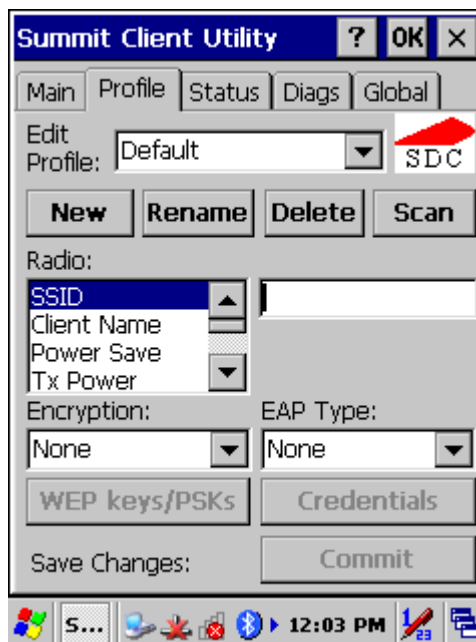 Summit Client Utility ? OK ×
Main Profile Status Diags Global
Edit
Profile: Default
SDC
New Rename Delete Scan
Radio:
SSID
Client Name
Power Save
Tx Power
Encryption: EAP Type:
None None
WEP keys/PSKs Credentials
Save Changes: Commit
S... 12:03 PM 1/23